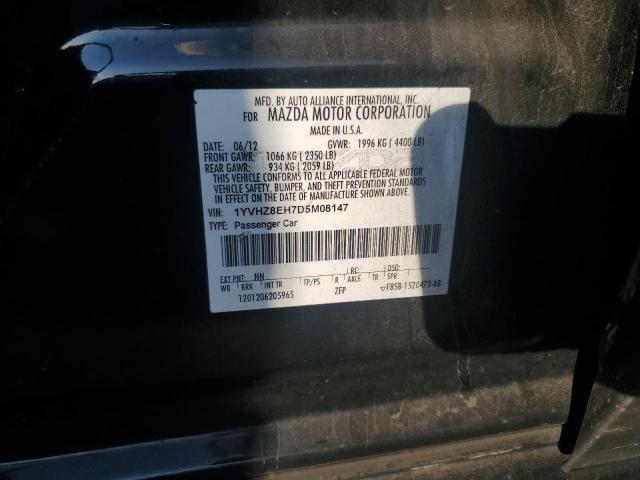 MFD. BY AUTO ALLIANCE INTERNATIONAL, INC.
FOR MAZDA MOTOR CORPORATION
MADE IN U.S.A.
DATE: 06/12 GVWR: 1996 KG ( 4400 LB)
FRONT GAWR: 1066 KG ( 2350 LB)
REAR GAWR: 934 KG ( 2059 LB)
THIS VEHICLE CONFORMS TO ALL APPLICABLE FEDERAL MOTOR
VEHICLE SAFETY, BUMPER, AND THEFT PREVENTION STANDARDS
IN EFFECT ON THE DATE OF MANUFACTURE SHOWN ABOVE.
VIN: 1YVHZ8EH7D5M08147
TYPE: Passenger Car
EXT PNT: NN RC: DSO:
WB BRK INT TR TP/PS R AXLE TR SPR
1201206205965 ZFP F85B-1520472-AB